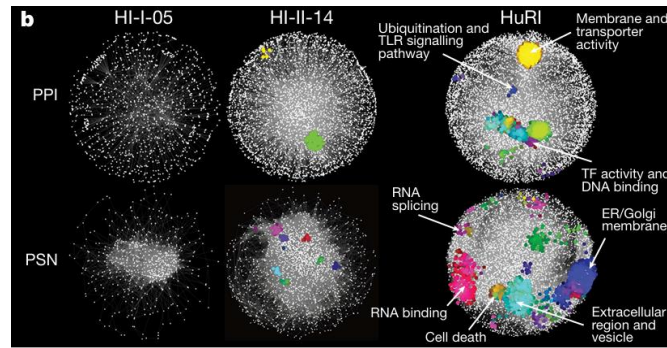 b
HI-I-05
HI-II-14
HuRI
PPI
Ubiquitination and
TLR signalling
pathway
Membrane and
transporter
activity
TF activity and
DNA binding
PSN
RNA
splicing
ER/Golgi
membrane
RNA binding
Cell death
Extracellular
region and
vesicle